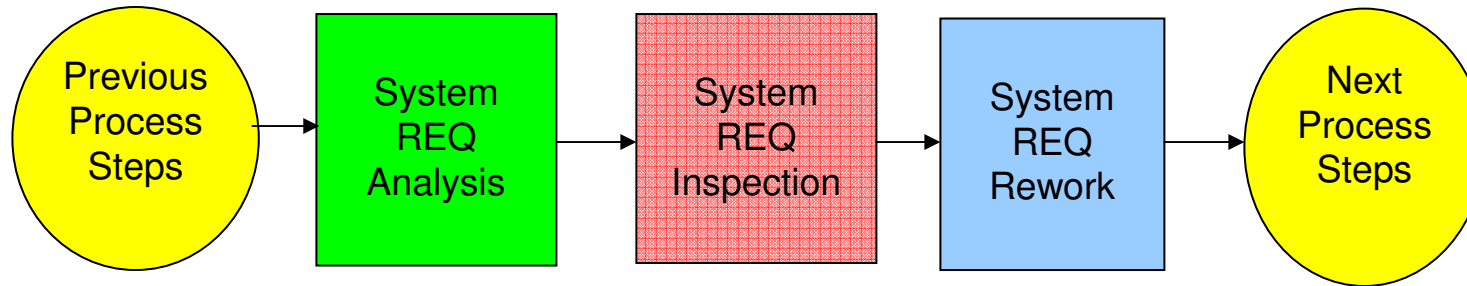 Previous
Process
Steps
System
REQ
Analysis
System
REQ
Inspection
System
REQ
Rework
Next
Process
Steps